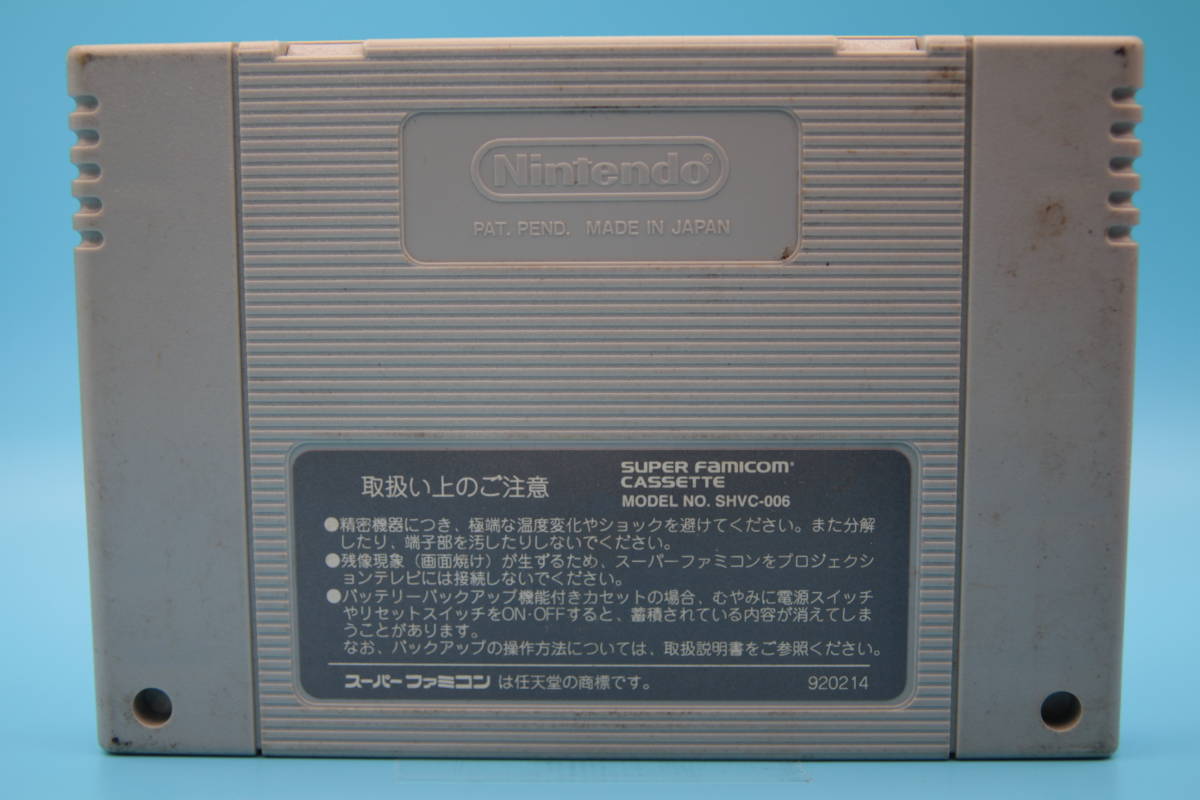 Nintendo®
PAT. PEND. MADE IN JAPAN
取扱い上のご注意
SUPER Famicom
CASSETTE
MODEL NO. SHVC-006
●精密機器につき、極端な湿度変化やショックを避けてください。また分解
したり、端子部を汚したりしないでください。
●残像現象（画面焼け）が生ずるため、スーパーファミコンをプロジェクシ
ョンテレビには接続しないでください。
●バッテリーバックアップ機能付きカセットの場合、むやみに電源スイッチ
やリセットスイッチをON·OFFすると、蓄積されている内容が消えてしま
うことがあります。
なお、バックアップの操作方法については、取扱説明書をご参照ください。
スーパーファミコン は任天堂の商標です。
920214